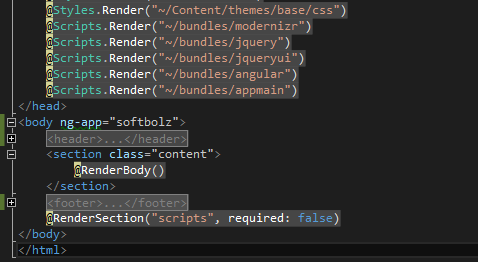 @Styles.Render("~/Content/themes/base/css")
@Scripts.Render("~/bundles/modernizr")
@Scripts.Render("~/bundles/jquery")
@Scripts.Render("~/bundles/jqueryui")
@Scripts.Render("~/bundles/angular")
@Scripts.Render("~/bundles/appmain")
</head>
<body ng-app="softbolz">
<header>...</header>
<section class="content">
@RenderBody()
</section>
<footer>...</footer>
@RenderSection("scripts", required: false)
</body>
</html>